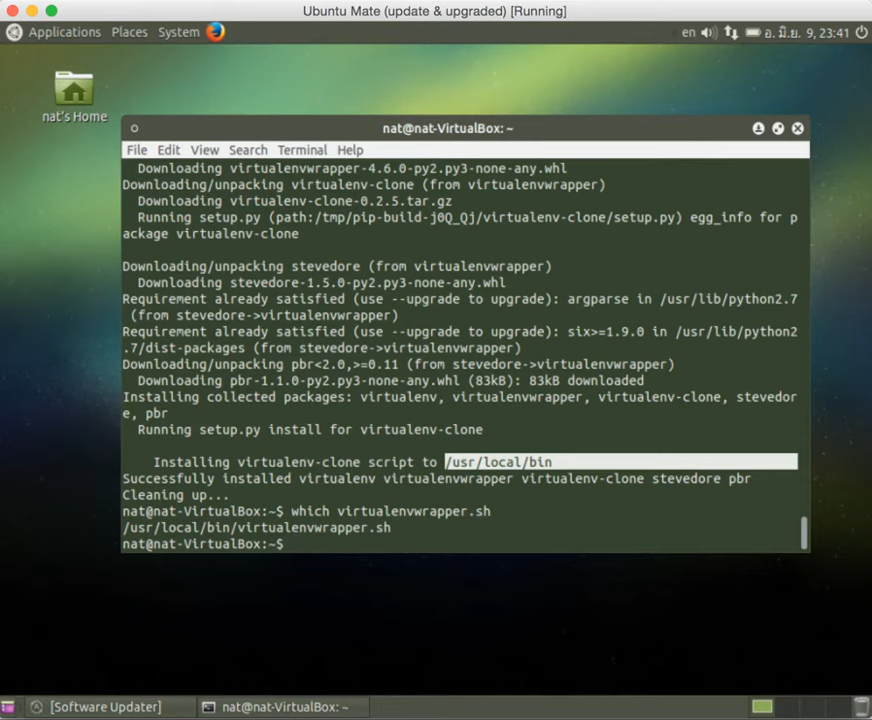 Ubuntu Mate (update & upgraded) [Running]
Applications Places System en อ. มิ.ย. 9, 23:41
nat's Home
nat@nat-VirtualBox: ~
File Edit View Search Terminal Help
Downloading virtualenvwrapper-4.6.0-py2.py3-none-any.whl
Downloading/unpacking virtualenv-clone (from virtualenvwrapper)
Downloading virtualenv-clone-0.2.5.tar.gz
Running setup.py (path:/tmp/pip-build-j0Q_Qj/virtualenv-clone/setup.py) egg_info for p
ackage virtualenv-clone
Downloading/unpacking stevedore (from virtualenvwrapper)
Downloading stevedore-1.5.0-py2.py3-none-any.whl
Requirement already satisfied (use --upgrade to upgrade): argparse in /usr/lib/python2.7
(from stevedore->virtualenvwrapper)
Requirement already satisfied (use --upgrade to upgrade): six>=1.9.0 in /usr/lib/python2
.7/dist-packages (from stevedore->virtualenvwrapper)
Downloading/unpacking pbr<2.0,>=0.11 (from stevedore->virtualenvwrapper)
Downloading pbr-1.1.0-py2.py3-none-any.whl (83kB): 83kB downloaded
Installing collected packages: virtualenv, virtualenvwrapper, virtualenv-clone, stevedor
e, pbr
Running setup.py install for virtualenv-clone
Installing virtualenv-clone script to /usr/local/bin
Successfully installed virtualenv virtualenvwrapper virtualenv-clone stevedore pbr
Cleaning up...
nat@nat-VirtualBox:~$ which virtualenvwrapper.sh
/usr/local/bin/virtualenvwrapper.sh
nat@nat-VirtualBox:~$
[Software Updater] nat@nat-VirtualBox: ~